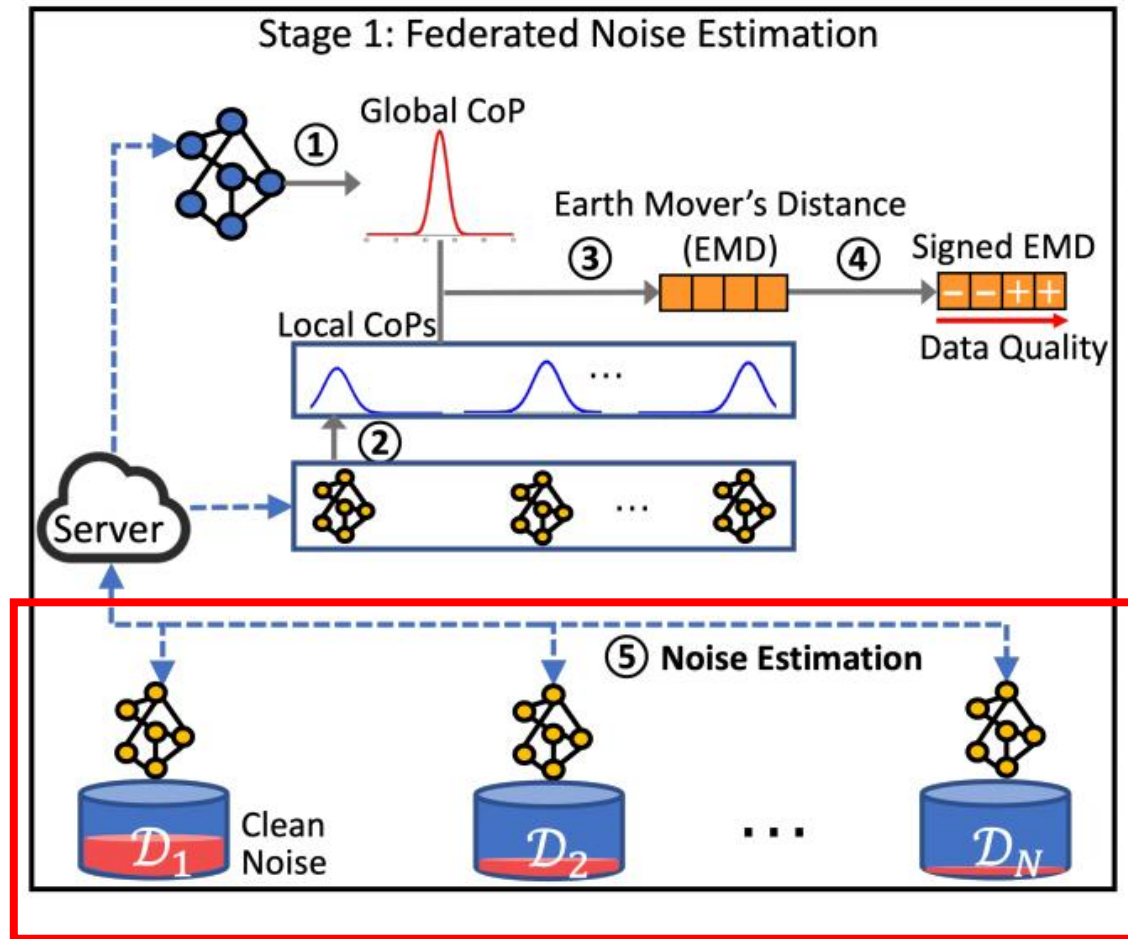 Stage 1: Federated Noise Estimation
Global CoP
①
Earth Mover's Distance
(EMD)
③
④
Signed EMD
− − + +
Data Quality
Local CoPs
...
②
...
Server
⑤ Noise Estimation
Clean
Noise
𝒟1
𝒟2
...
𝒟N